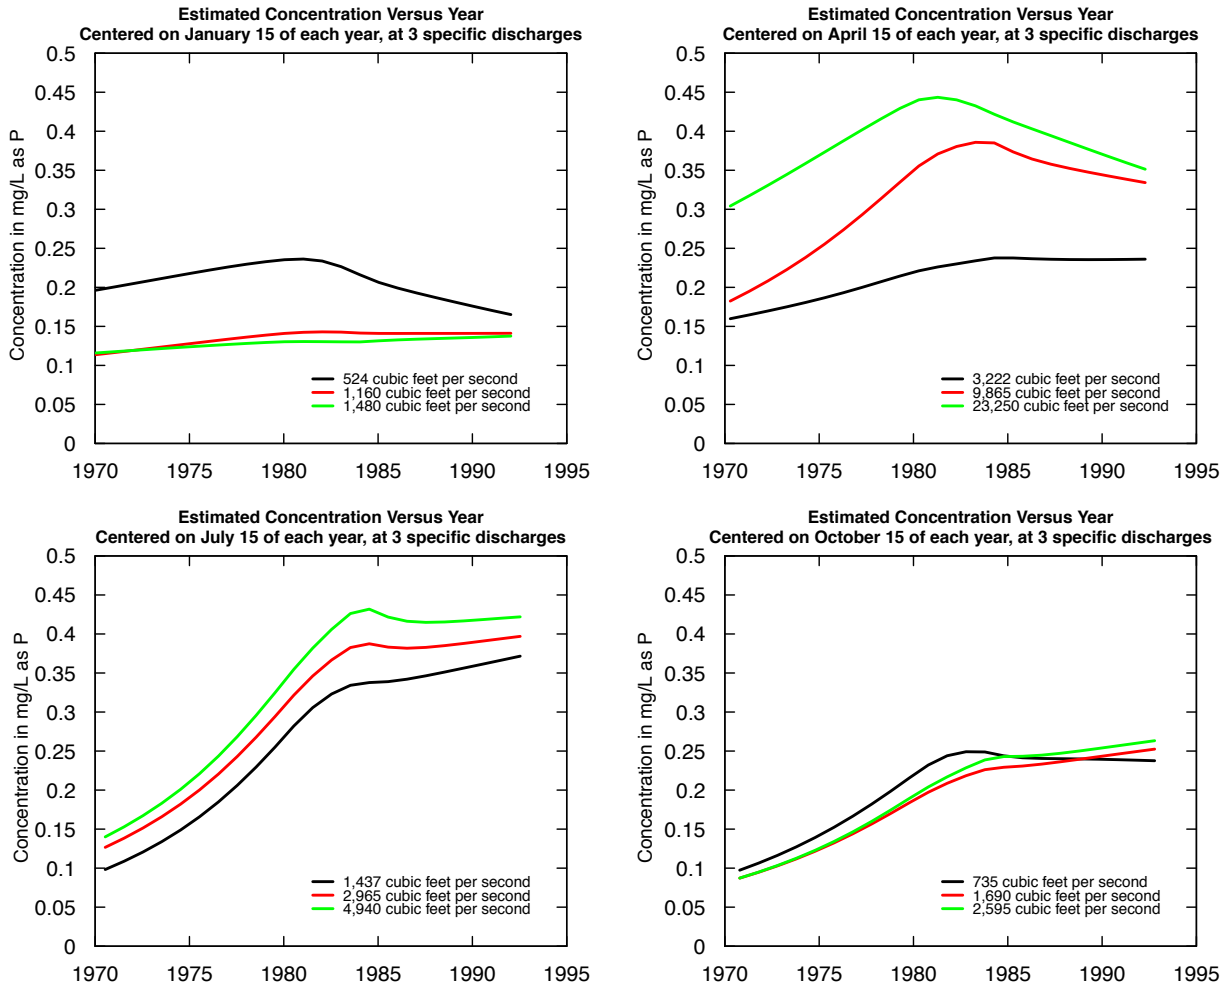 Estimated Concentration Versus Year
Centered on January 15 of each year, at 3 specific discharges
Concentration in mg/L as P
0.5
0.45
0.4
0.35
0.3
0.25
0.2
0.15
0.1
0.05
0
524 cubic feet per second
1,160 cubic feet per second
1,480 cubic feet per second
1970 1975 1980 1985 1990 1995
Estimated Concentration Versus Year
Centered on April 15 of each year, at 3 specific discharges
Concentration in mg/L as P
0.5
0.45
0.4
0.35
0.3
0.25
0.2
0.15
0.1
0.05
0
3,222 cubic feet per second
9,865 cubic feet per second
23,250 cubic feet per second
1970 1975 1980 1985 1990 1995
Estimated Concentration Versus Year
Centered on July 15 of each year, at 3 specific discharges
Concentration in mg/L as P
0.5
0.45
0.4
0.35
0.3
0.25
0.2
0.15
0.1
0.05
0
1,437 cubic feet per second
2,965 cubic feet per second
4,940 cubic feet per second
1970 1975 1980 1985 1990 1995
Estimated Concentration Versus Year
Centered on October 15 of each year, at 3 specific discharges
Concentration in mg/L as P
0.5
0.45
0.4
0.35
0.3
0.25
0.2
0.15
0.1
0.05
0
735 cubic feet per second
1,690 cubic feet per second
2,595 cubic feet per second
1970 1975 1980 1985 1990 1995